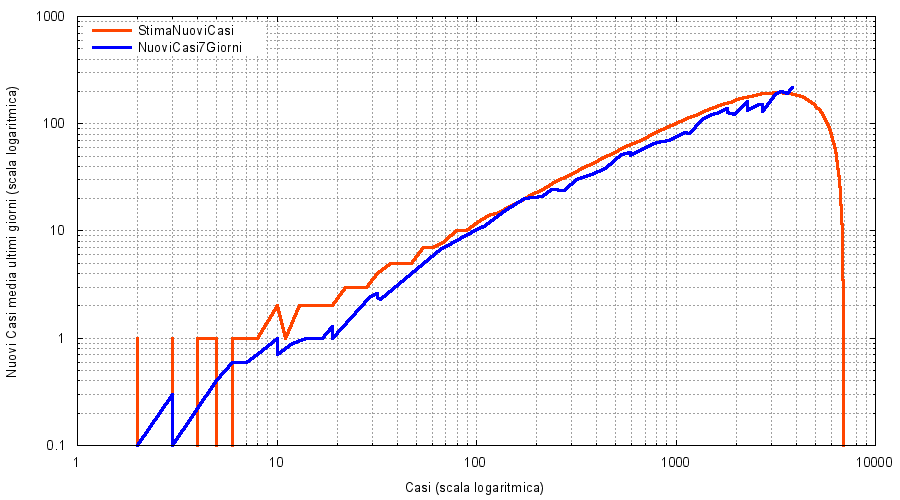 1000
StimaNuoviCasi
NuoviCasi7Giorni
Nuovi Casi media ultimi giorni (scala logaritmica)
100
10
1
0.1
1 10 100 1000 10000
Casi (scala logaritmica)